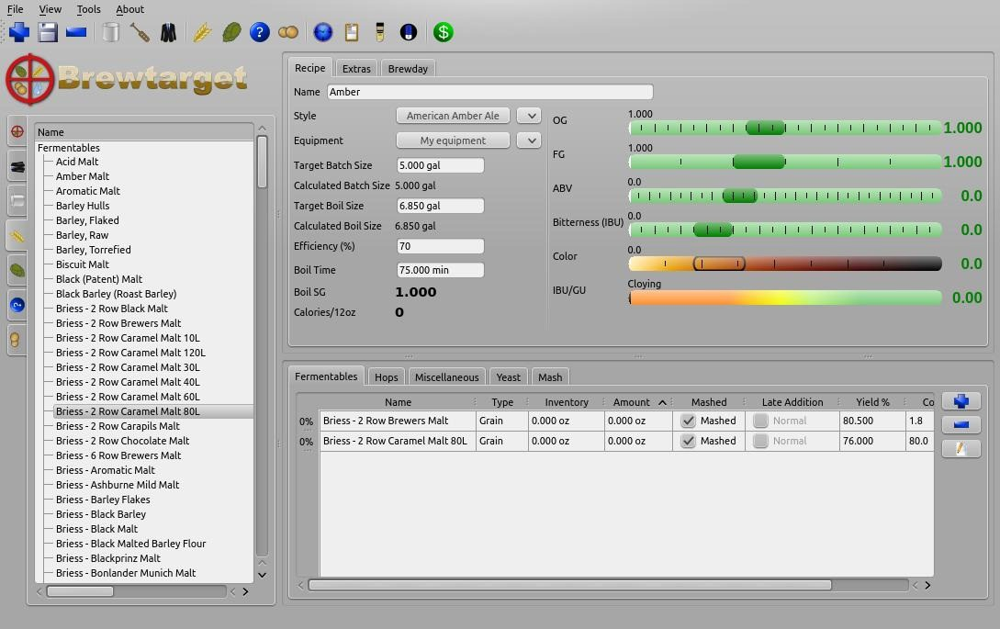 File View Tools About
$
Brewtarget
Name
Fermentables
Acid Malt
Amber Malt
Aromatic Malt
Barley Hulls
Barley, Flaked
Barley, Raw
Barley, Torrefied
Biscuit Malt
Black (Patent) Malt
Black Barley (Roast Barley)
Briess - 2 Row Black Malt
Briess - 2 Row Brewers Malt
Briess - 2 Row Caramel Malt 10L
Briess - 2 Row Caramel Malt 120L
Briess - 2 Row Caramel Malt 30L
Briess - 2 Row Caramel Malt 40L
Briess - 2 Row Caramel Malt 60L
Briess - 2 Row Caramel Malt 80L
Briess - 2 Row Carapils Malt
Briess - 2 Row Chocolate Malt
Briess - 6 Row Brewers Malt
Briess - Aromatic Malt
Briess - Ashburne Mild Malt
Briess - Barley Flakes
Briess - Black Barley
Briess - Black Malt
Briess - Black Malted Barley Flour
Briess - Blackprinz Malt
Briess - Bonlander Munich Malt
Recipe Extras Brewday
Name Amber
Style American Amber Ale
Equipment My equipment
Target Batch Size 5.000 gal
Calculated Batch Size 5.000 gal
Target Boil Size 6.850 gal
Calculated Boil Size 6.850 gal
Efficiency (%) 70
Boil Time 75.000 min
Boil SG 1.000
Calories/12oz 0
1.000
OG 1.000
1.000
FG 1.000
0.0
ABV 0.0
0.0
Bitterness (IBU) 0.0
0.0
Color 0.0
Cloying
IBU/GU 0.00
Fermentables Hops Miscellaneous Yeast Mash
Name Type Inventory Amount Mashed Late Addition Yield % Co
0% Briess - 2 Row Brewers Malt Grain 0.000 oz 0.000 oz Mashed Normal 80.500 1.8
0% Briess - 2 Row Caramel Malt 80L Grain 0.000 oz 0.000 oz Mashed Normal 76.000 80.0